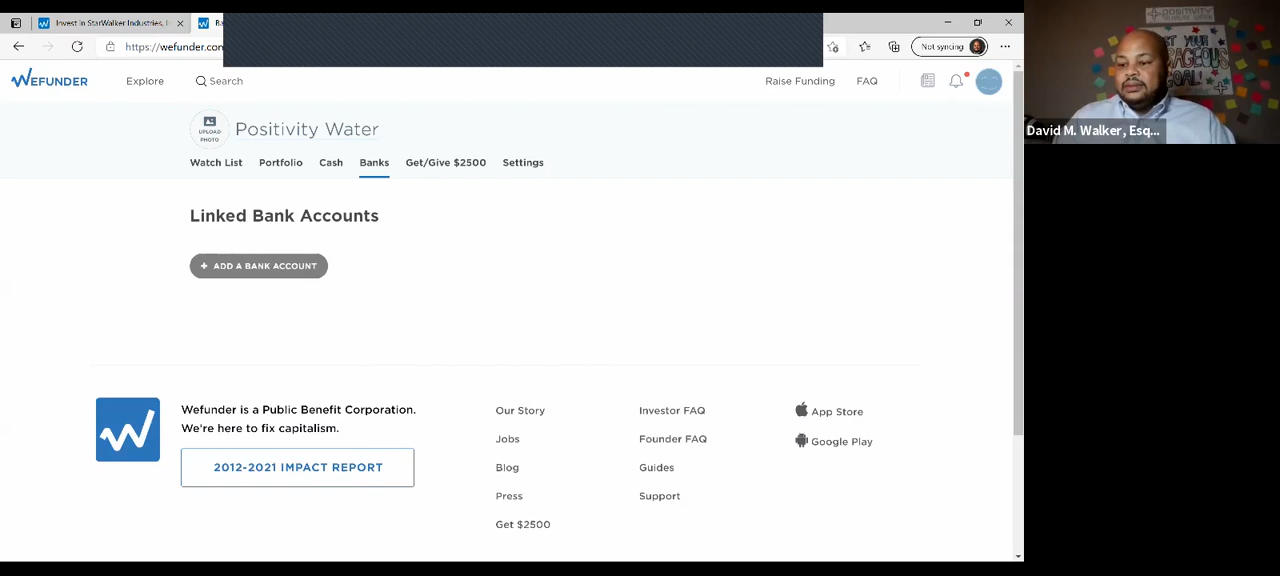 Invest in StarWalker Industries, I
https://wefunder.con
Not syncing
WEFUNDER
Explore
Search
Raise Funding
FAQ
UPLOAD
PHOTO
Positivity Water
Watch List
Portfolio
Cash
Banks
Get/Give $2500
Settings
Linked Bank Accounts
+ ADD A BANK ACCOUNT
Wefunder is a Public Benefit Corporation.
We're here to fix capitalism.
2012-2021 IMPACT REPORT
Our Story
Jobs
Blog
Press
Get $2500
Investor FAQ
Founder FAQ
Guides
Support
App Store
Google Play
POSITIVITY
GOAL!
David M. Walker, Esq...